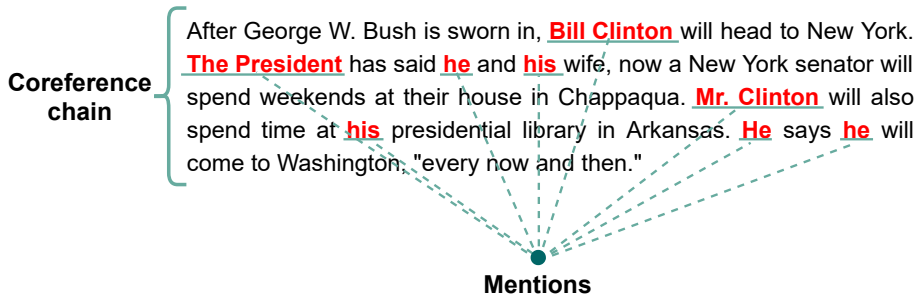 After George W. Bush is sworn in, Bill Clinton will head to New York.
The President has said he and his wife, now a New York senator will
spend weekends at their house in Chappaqua. Mr. Clinton will also
spend time at his presidential library in Arkansas. He says he will
come to Washington, "every now and then."
Coreference
chain
Mentions